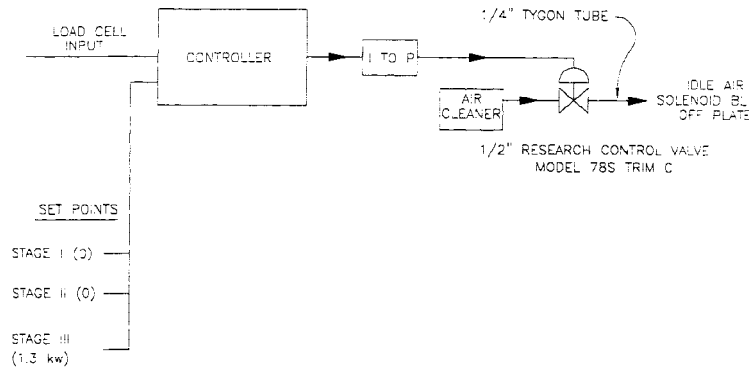 1/4" TYGON TUBE
LOAD CELL
INPUT
CONTROLLER
I TO P
AIR
CLEANER
IDLE AIR
SOLENOID BL
OFF PLATE
1/2" RESEARCH CONTROL VALVE
MODEL 78S TRIM C
SET POINTS
STAGE I (0)
STAGE II (0)
STAGE III
(1.3 kw)